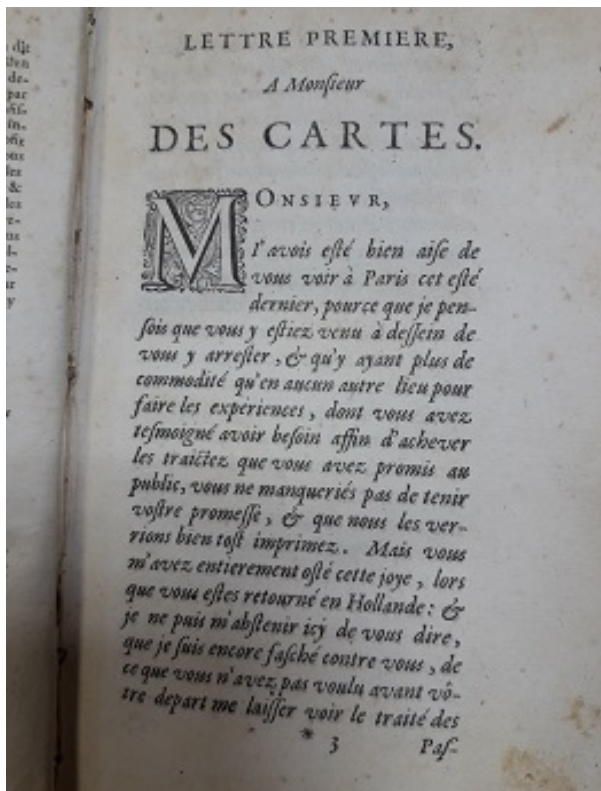 LETTRE PREMIERE,
A Monſieur
DES CARTES.
MONSIEVR,
I'avois eſté bien aiſe de
vous voir à Paris cet eſté
dernier, pource que je pen-
ſois que vous y eſtiez venu à deſſein de
vous y arreſter, & qu'y ayant plus de
commodité qu'en aucun autre lieu pour
faire les experiences, dont vous avez
teſmoigné avoir beſoin affin d'achever
les traictez que vous avez promis au
public, vous ne manqueriés pas de tenir
voſtre promeſſe, & que nous les ver-
rions bien toſt imprimez. Mais vous
m'avez entierement oſté cette joye, lors
que vous eſtes retourné en Hollande: &
je ne puis m'abſtenir icy de vous dire,
que je ſuis encore faſché contre vous, de
ce que vous n'avez pas voulu avant vô-
tre depart me laiſſer voir le traité des
* 3 Paſ-